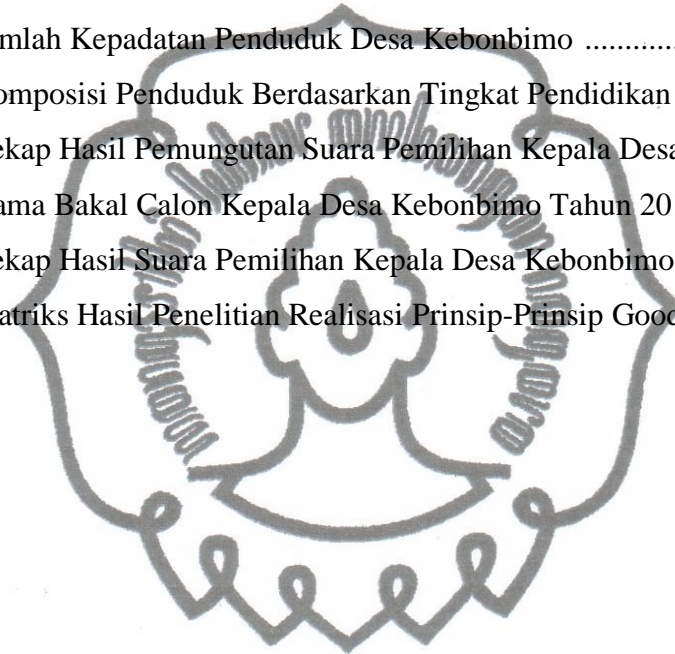 mlah Kepadatan Penduduk Desa Kebonbimo .............
omposisi Penduduk Berdasarkan Tingkat Pendidikan
ekap Hasil Pemungutan Suara Pemilihan Kepala Desa
ama Bakal Calon Kepala Desa Kebonbimo Tahun 20
ekap Hasil Suara Pemilihan Kepala Desa Kebonbimo
atriks Hasil Penelitian Realisasi Prinsip-Prinsip Good